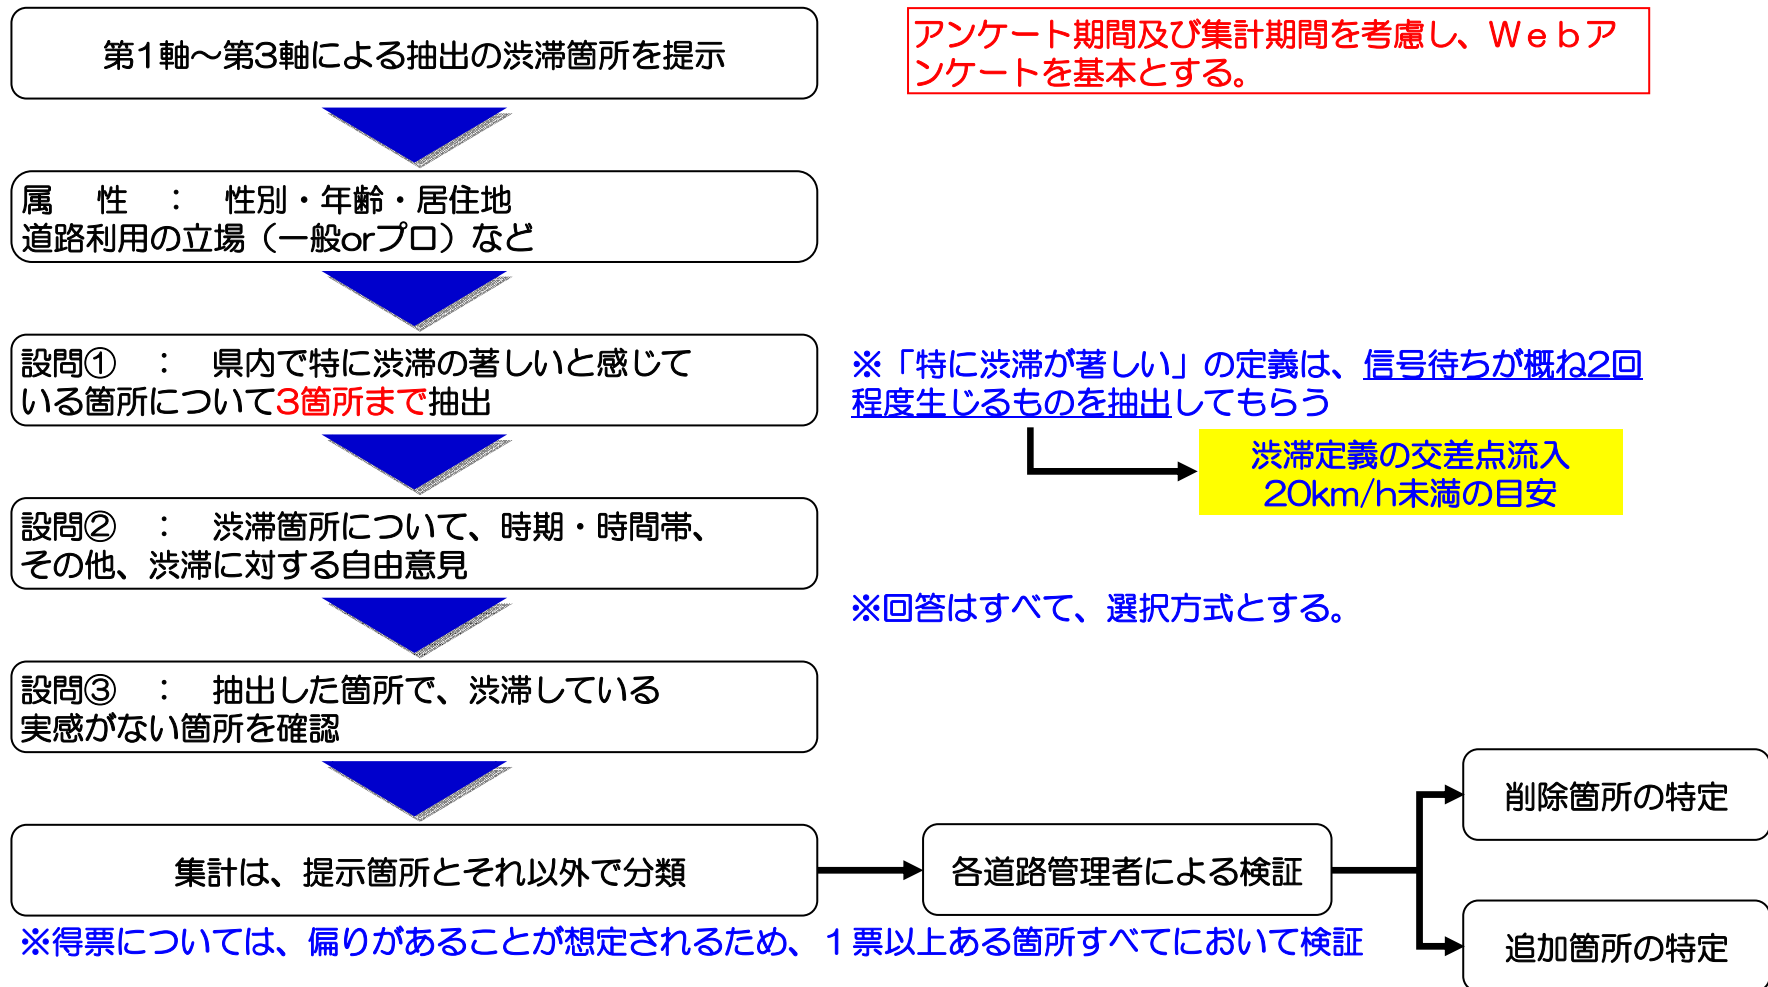 第1軸～第3軸による抽出の渋滞箇所を提示
アンケート期間及び集計期間を考慮し、Ｗｅｂア
ンケートを基本とする。
属　性　：　性別・年齢・居住地
道路利用の立場（一般orプロ）など
設問①　：　県内で特に渋滞の著しいと感じて
いる箇所について3箇所まで抽出
※「特に渋滞が著しい」の定義は、信号待ちが概ね2回
程度生じるものを抽出してもらう
渋滞定義の交差点流入
20km/h未満の目安
設問②　：　渋滞箇所について、時期・時間帯、
その他、渋滞に対する自由意見
※回答はすべて、選択方式とする。
設問③　：　抽出した箇所で、渋滞している
実感がない箇所を確認
集計は、提示箇所とそれ以外で分類
各道路管理者による検証
削除箇所の特定
追加箇所の特定
※得票については、偏りがあることが想定されるため、１票以上ある箇所すべてにおいて検証